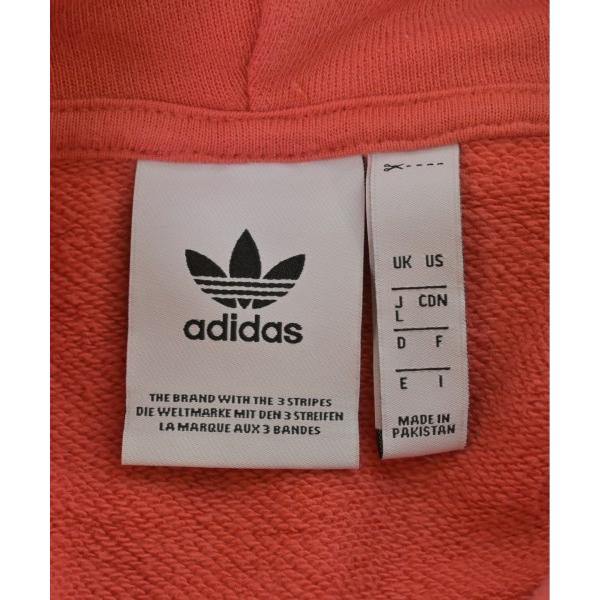 adidas
THE BRAND WITH THE 3 STRIPES
DIE WELTMARKE MIT DEN 3 STREIFEN
LA MARQUE AUX 3 BANDES
UK US
J CDN
L
D F
E I
MADE IN
PAKISTAN